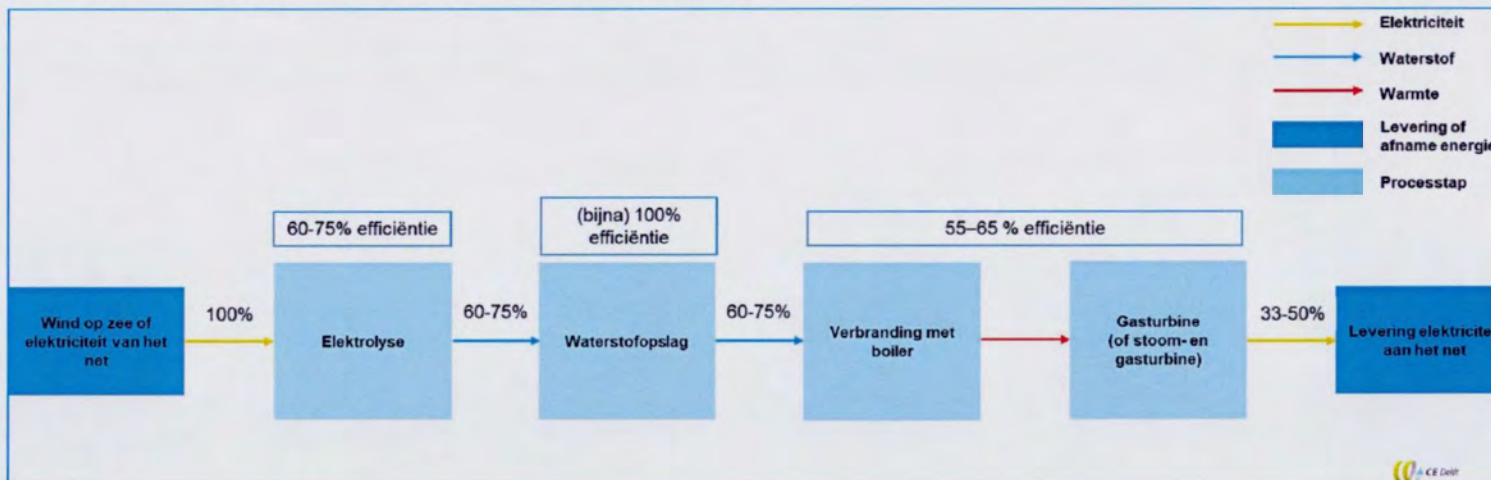 Elektriciteit
Waterstof
Warmte
Levering of
afname energie
Processtap
60-75% efficiëntie
(bijna) 100%
efficiëntie
55–65 % efficiëntie
Wind op zee of
elektriciteit van het
net
100%
Elektrolyse
60-75%
Waterstofopslag
60-75%
Verbranding met
boiler
Gasturbine
(of stoom- en
gasturbine)
33-50%
Levering elektricite
aan het net
CE Delft